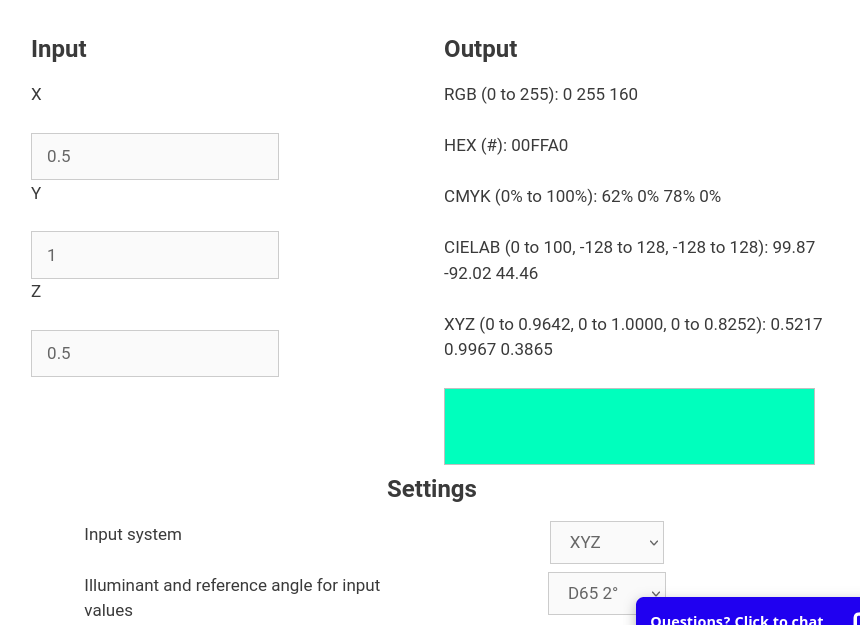 Input
X
0.5
Y
1
Z
0.5
Output
RGB (0 to 255): 0 255 160
HEX (#): 00FFA0
CMYK (0% to 100%): 62% 0% 78% 0%
CIELAB (0 to 100, -128 to 128, -128 to 128): 99.87
-92.02 44.46
XYZ (0 to 0.9642, 0 to 1.0000, 0 to 0.8252): 0.5217
0.9967 0.3865
Settings
Input system
XYZ
Illuminant and reference angle for input
values
D65 2°
Questions? Click to chat